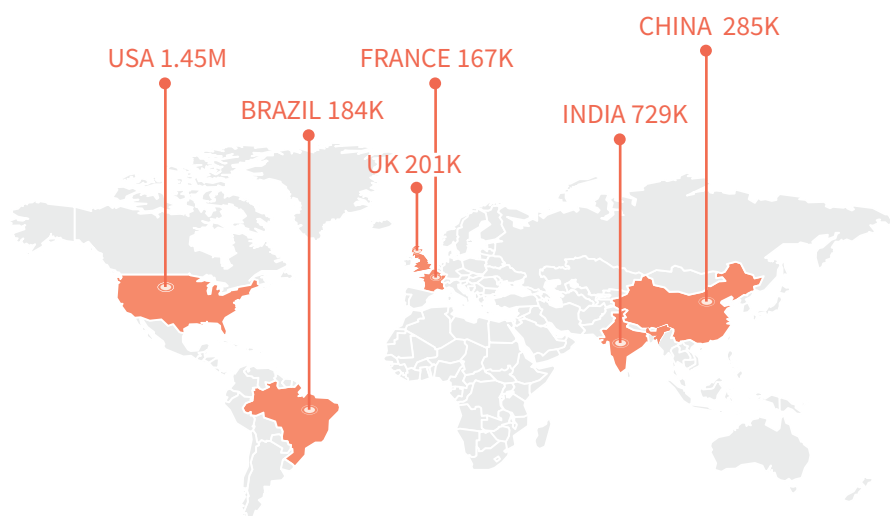 CHINA 285K
USA 1.45M
FRANCE 167K
BRAZIL 184K
INDIA 729K
UK 201K